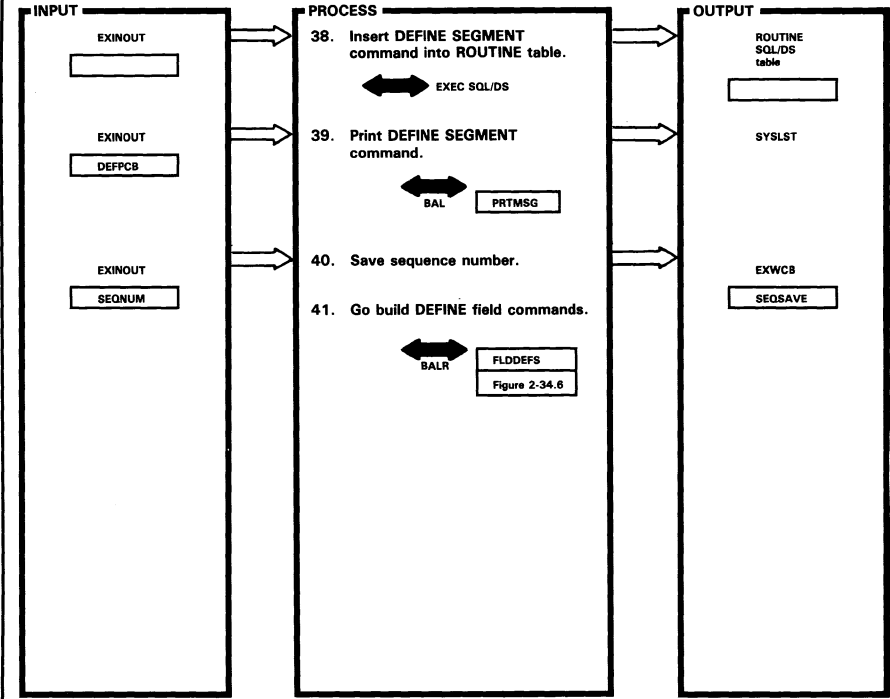 INPUT
EXINOUT
EXINOUT
DEFPCB
EXINOUT
SEQNUM
PROCESS
38. Insert DEFINE SEGMENT
command into ROUTINE table.
EXEC SQL/DS
39. Print DEFINE SEGMENT
command.
BAL
PRTMSG
40. Save sequence number.
41. Go build DEFINE field commands.
BALR
FLDDEFS
Figure 2-34.6
OUTPUT
ROUTINE
SQL/DS
table
SYSLST
EXWCB
SEQSAVE